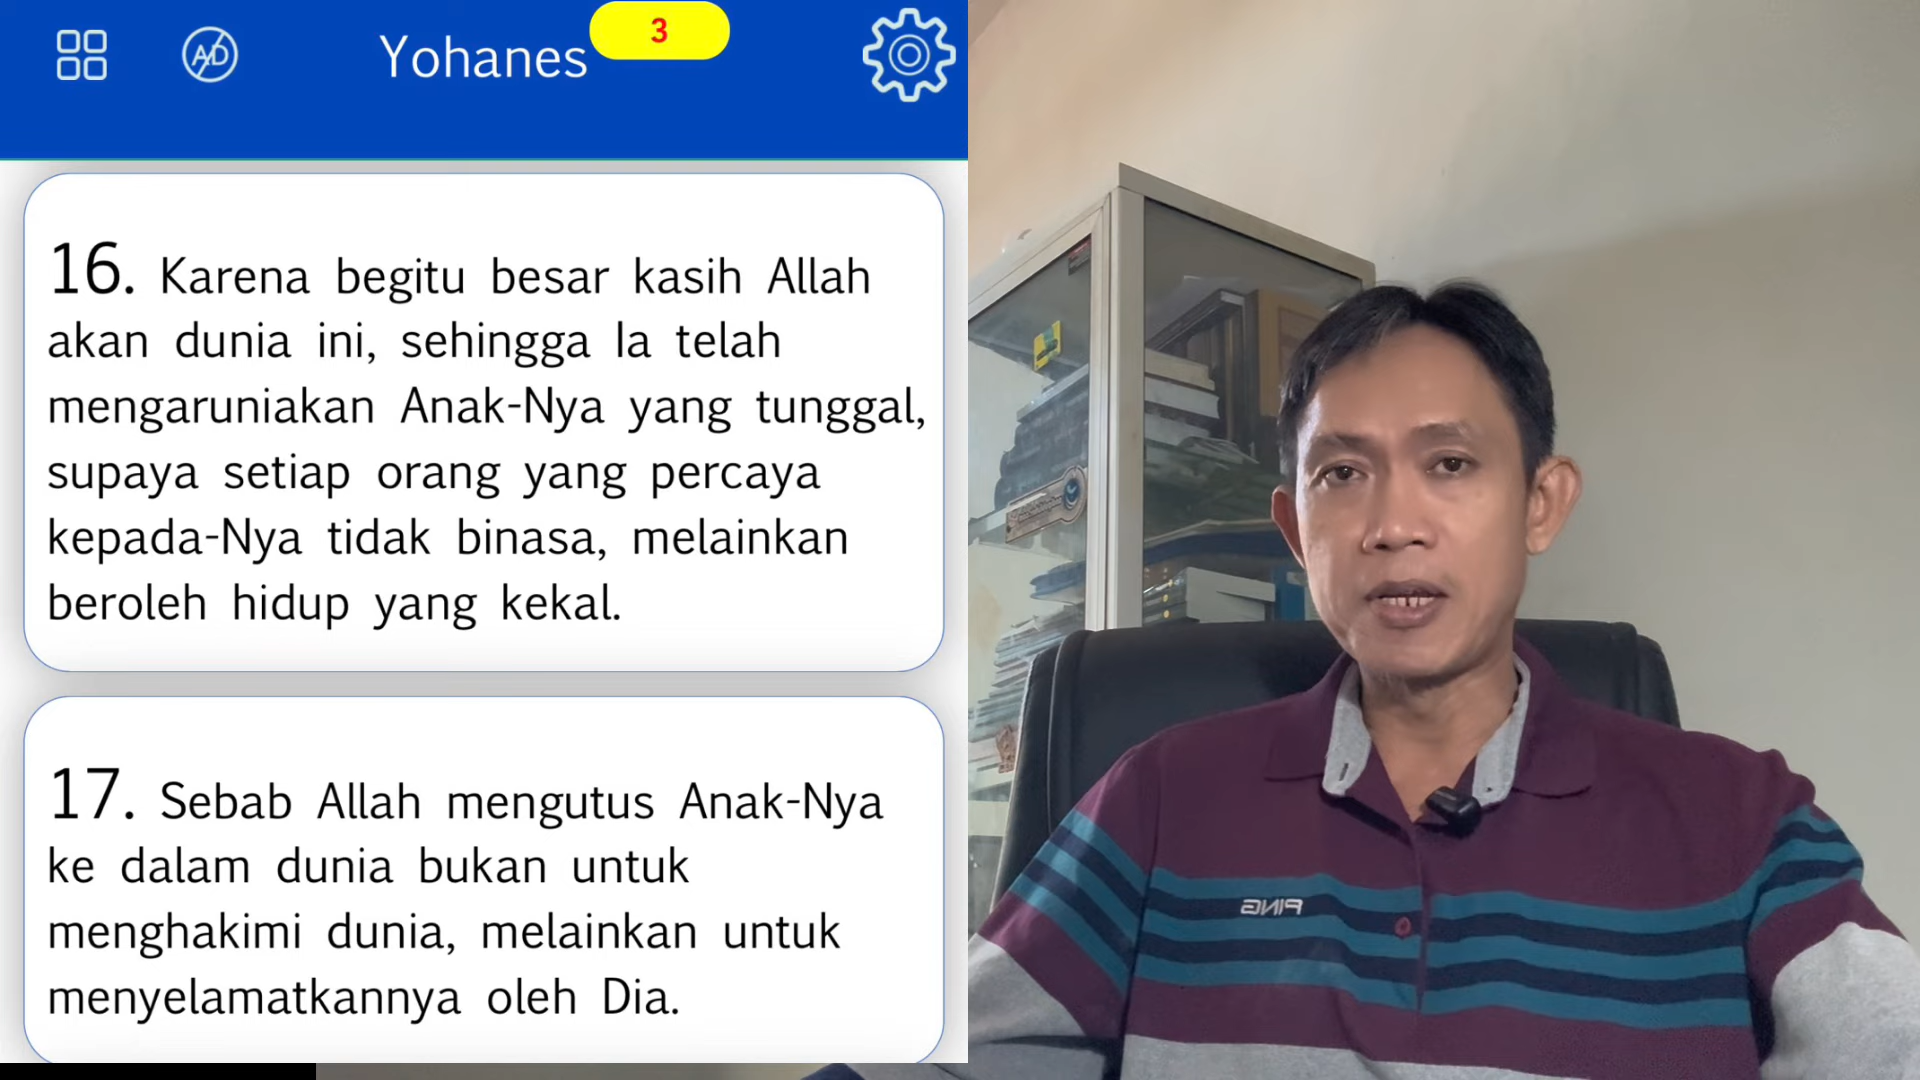 AD
Yohanes
3
16. Karena begitu besar kasih Allah
akan dunia ini, sehingga Ia telah
mengaruniakan Anak-Nya yang tunggal,
supaya setiap orang yang percaya
kepada-Nya tidak binasa, melainkan
beroleh hidup yang kekal.
17. Sebab Allah mengutus Anak-Nya
ke dalam dunia bukan untuk
menghakimi dunia, melainkan untuk
menyelamatkannya oleh Dia.
PING